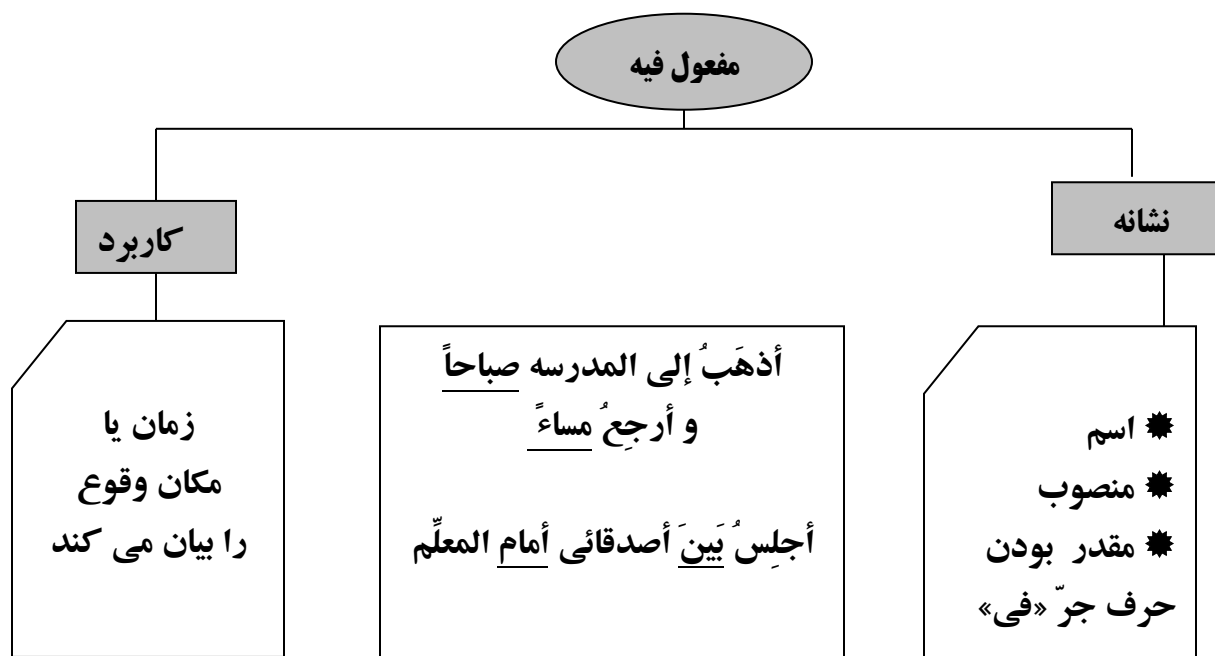 مفعول فیه
نشانه
کاربرد
✹ اسم
✹ منصوب
✹ مقدر بودن
حرف جرّ «فی»
أذهَبُ إلی المدرسه صباحاً
و أرجِعُ مساءً
أجلِسُ بَینَ أصدقائی أمام المعلِّم
زمان یا
مکان وقوع
را بیان می کند